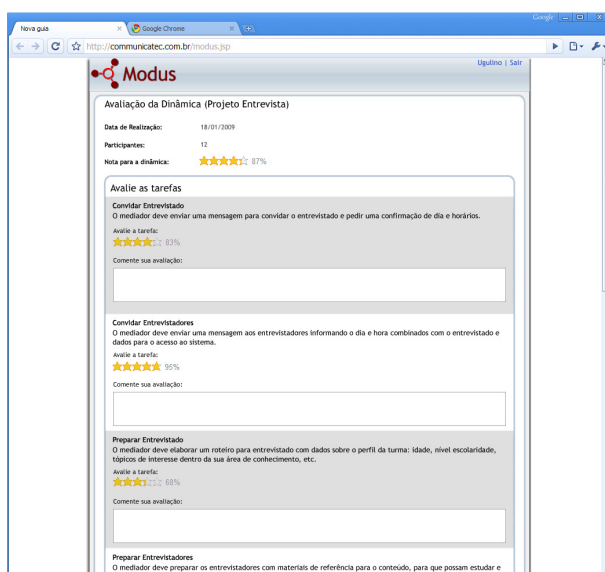 Google
Nova guia
Google Chrome
http://communicatec.com.br/modus.jsp
Ugulino | Sair
Modus
Avaliação da Dinâmica (Projeto Entrevista)
Data de Realização: 18/01/2009
Participantes: 12
Nota para a dinâmica: 87%
Avalie as tarefas
Convidar Entrevistado
O mediador deve enviar uma mensagem para convidar o entrevistado e pedir uma confirmação de dia e horários.
Avalie a tarefa:
83%
Comente sua avaliação:
Convidar Entrevistadores
O mediador deve enviar uma mensagem aos entrevistadores informando o dia e hora combinados com o entrevistado e
dados para o acesso ao sistema.
Avalie a tarefa:
95%
Comente sua avaliação:
Preparar Entrevistado
O mediador deve elaborar um roteiro para entrevistado com dados sobre o perfil da turma: idade, nível escolaridade,
tópicos de interesse dentro da sua área de conhecimento, etc.
Avalie a tarefa:
68%
Comente sua avaliação:
Preparar Entrevistadores
O mediador deve preparar os entrevistadores com materiais de referência para o conteúdo, para que possam estudar e